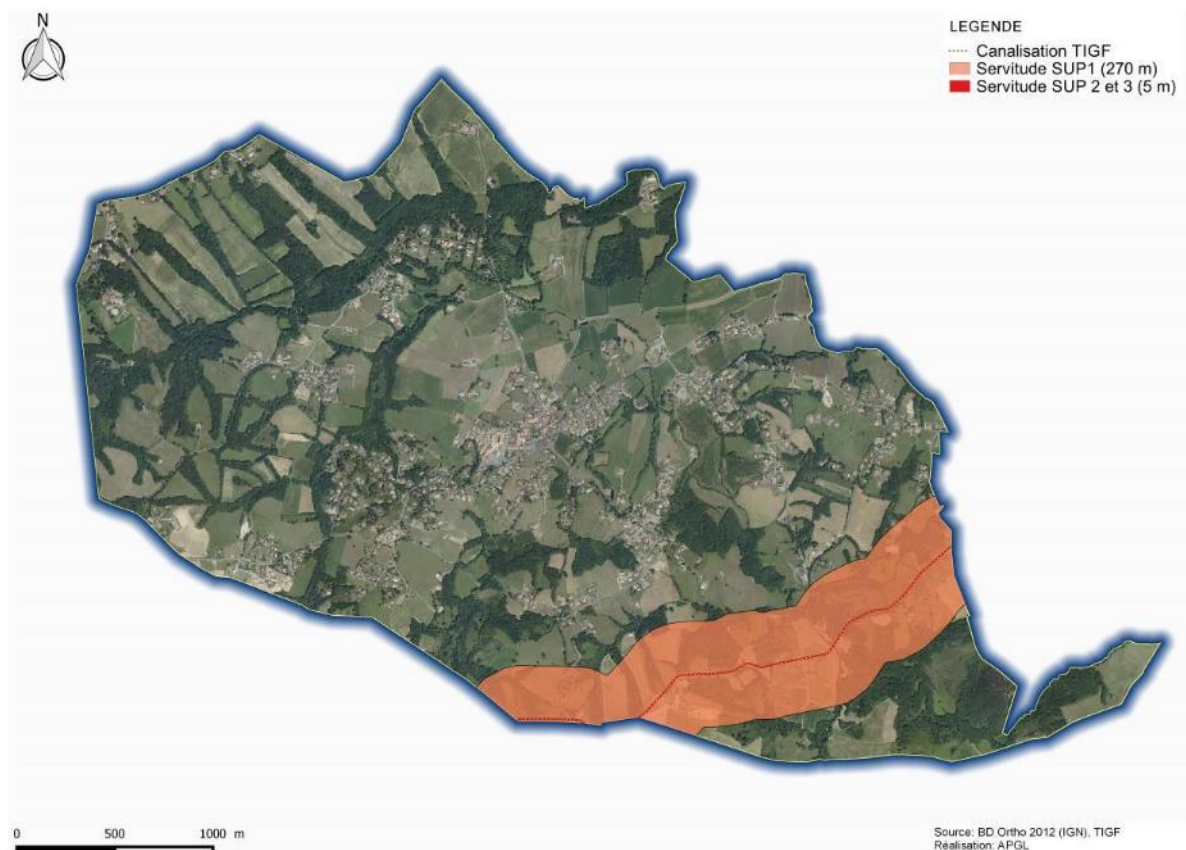 N
LEGENDE
Canalisation TIGF
Servitude SUP1 (270 m)
Servitude SUP 2 et 3 (5 m)
0 500 1000 m
Source: BD Ortho 2012 (IGN), TIGF
Réalisation: APGL